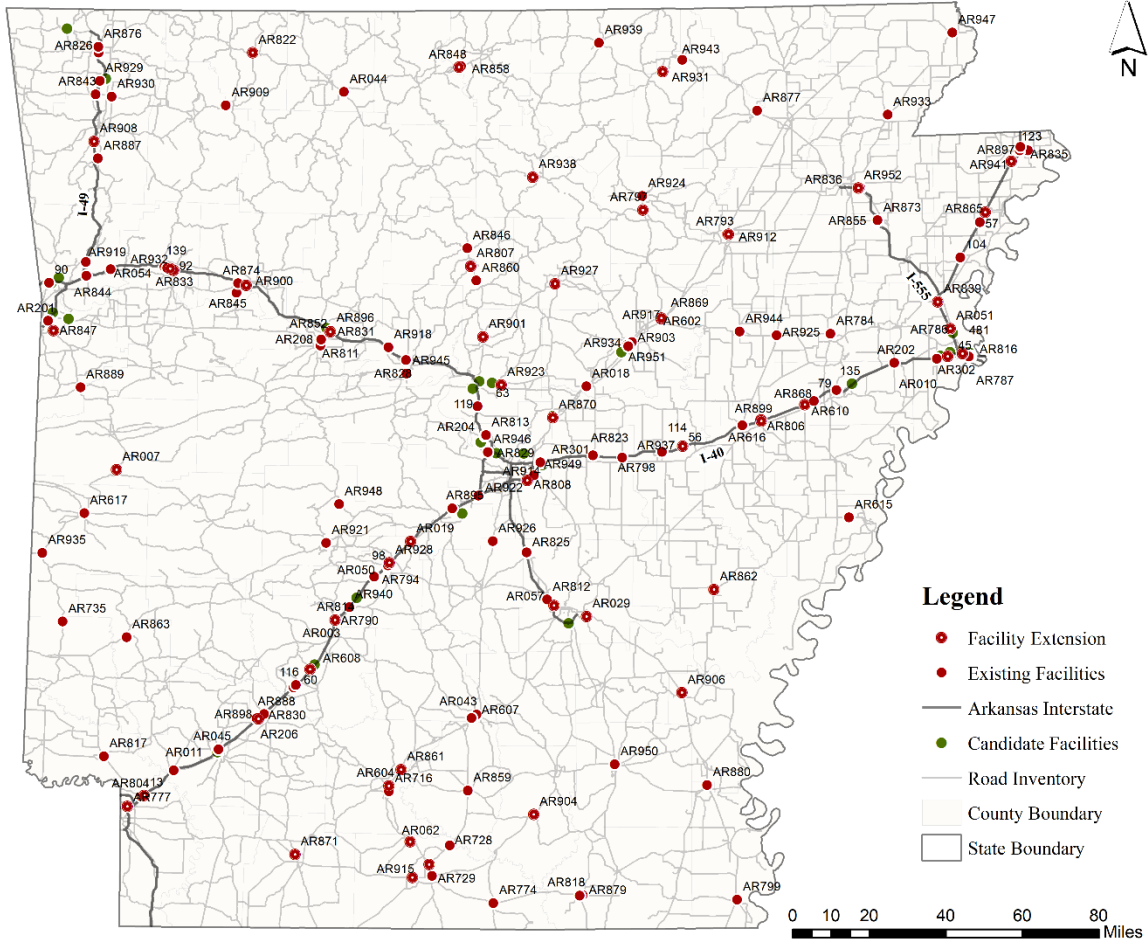 AR947
AR876
AR939
AR826
AR822
AR848
AR943
N
AR929
AR858
AR931
AR843
AR930
AR044
AR909
AR877
AR933
AR908
123
AR887
AR897
AR835
AR941
AR938
AR836
AR952
AR924
I-49
AR865
AR855
AR873
57
AR793
AR912
AR846
104
139
AR807
AR919
AR932
92
AR860
AR927
90
AR054
AR874
AR900
AR833
I-555
AR844
AR845
AR839
AR869
AR201
AR896
AR917
AR051
AR602
AR847
AR852
AR831
AR918
AR901
AR944
AR925
AR784
AR208
AR903
AR934
45
AR816
AR811
AR951
AR202
AR945
AR302
AR923
135
AR787
AR889
AR018
AR010
53
79
119
AR868
AR870
AR610
AR899
AR813
AR806
AR204
114
AR946
AR301
AR823
AR937
56
AR616
AR829
I-40
AR007
AR949
AR798
AR808
AR922
AR617
AR948
AR615
AR019
AR921
AR926
AR935
98
AR928
AR825
AR050
AR794
AR862
AR940
AR812
AR057
AR735
AR029
AR790
AR863
AR003
AR608
116
60
AR906
AR888
AR043
AR607
AR898
AR830
AR206
AR045
AR817
AR011
AR861
AR950
AR604
AR716
AR859
AR880
AR80413
AR777
AR904
AR062
AR728
AR871
AR915
AR729
AR818
AR879
AR774
AR799
Legend
Facility Extension
Existing Facilities
Arkansas Interstate
Candidate Facilities
Road Inventory
County Boundary
State Boundary
0 10 20 40 60 80
Miles